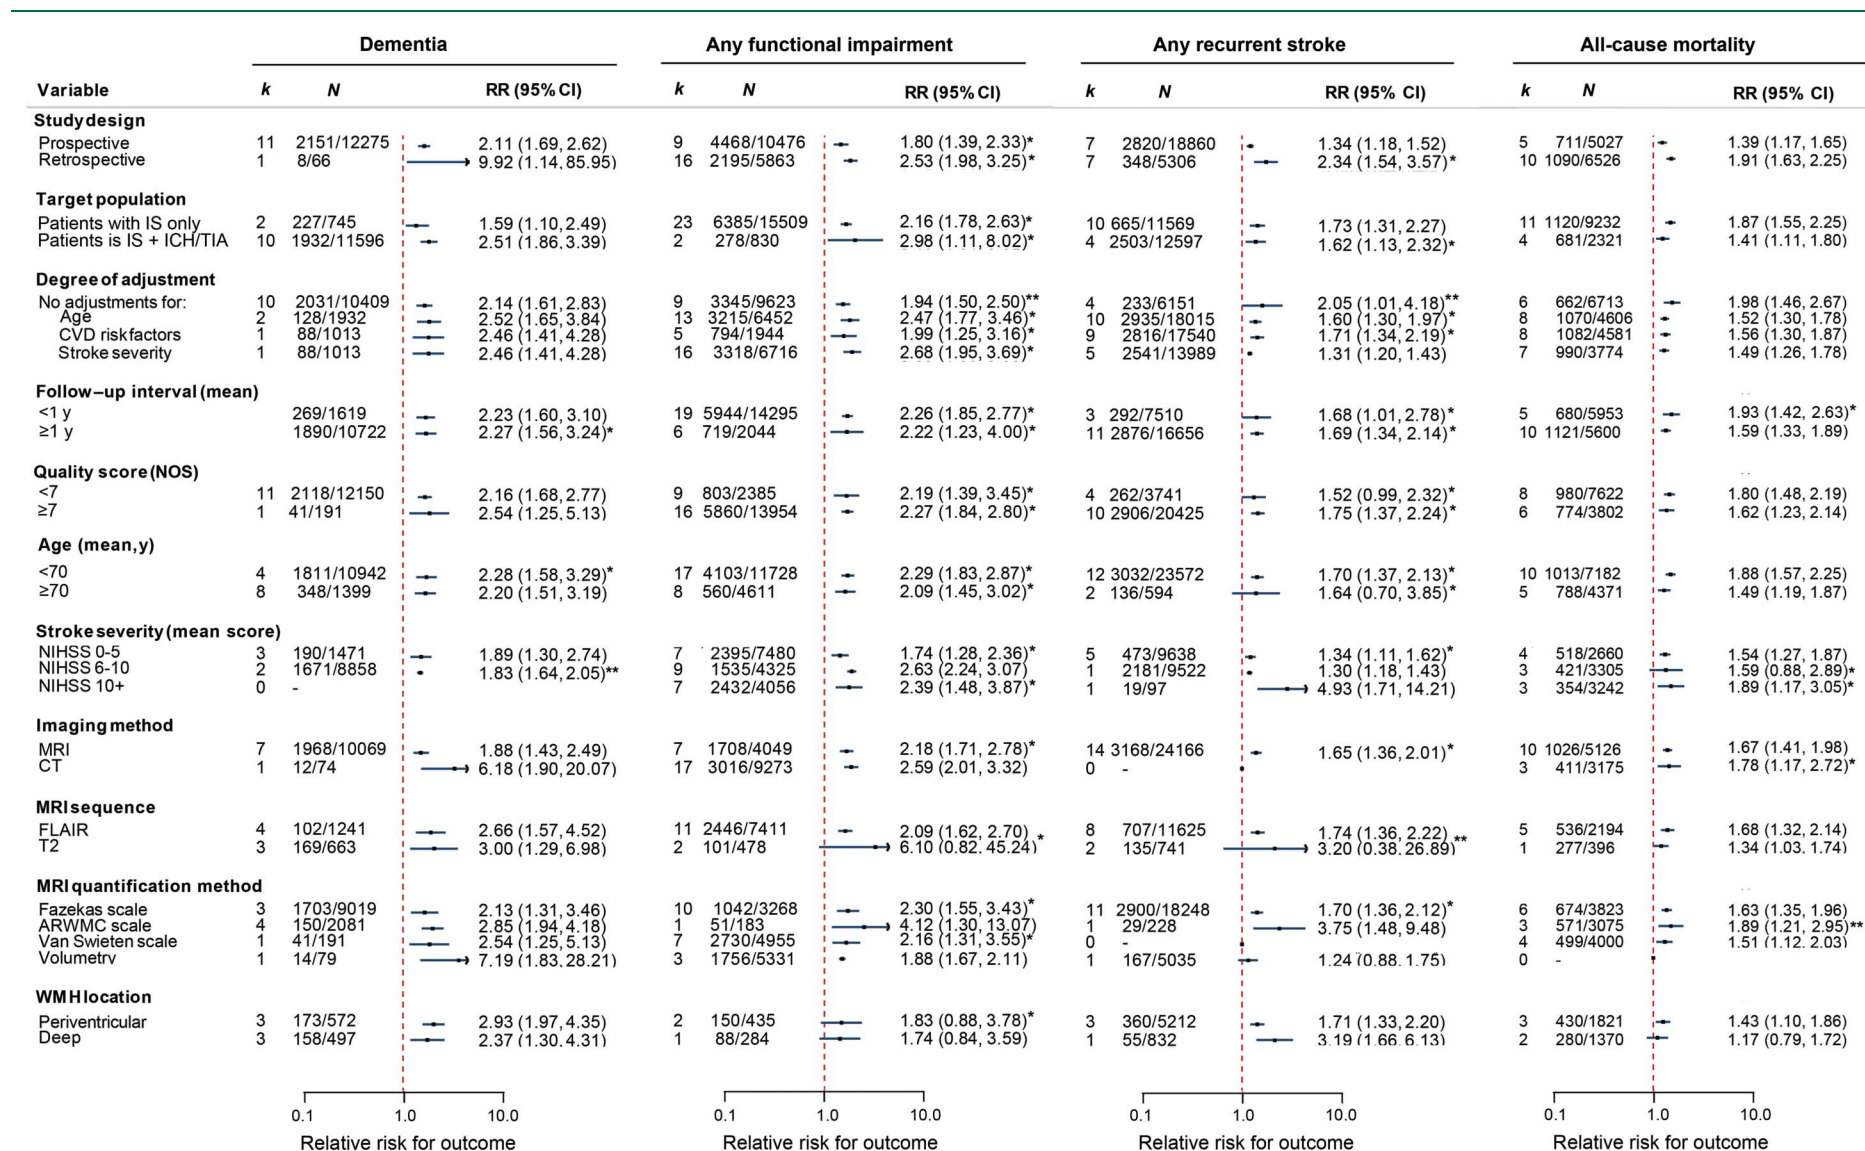 Dementia Any functional impairment Any recurrent stroke All-cause mortality
Variable k N RR (95% CI) k N RR (95% CI) k N RR (95% CI) k N RR (95% CI)
Study design
Prospective 11 2151/12275 2.11 (1.69, 2.62) 9 4468/10476 1.80 (1.39, 2.33)* 7 2820/18860 1.34 (1.18, 1.52) 5 711/5027 1.39 (1.17, 1.65)
Retrospective 1 8/66 9.92 (1.14, 85.95) 16 2195/5863 2.53 (1.98, 3.25)* 7 348/5306 2.34 (1.54, 3.57)* 10 1090/6526 1.91 (1.63, 2.25)
Target population
Patients with IS only 2 227/745 1.59 (1.10, 2.49) 23 6385/15509 2.16 (1.78, 2.63)* 10 665/11569 1.73 (1.31, 2.27) 11 1120/9232 1.87 (1.55, 2.25)
Patients is IS + ICH/TIA 10 1932/11596 2.51 (1.86, 3.39) 2 278/830 2.98 (1.11, 8.02)* 4 2503/12597 1.62 (1.13, 2.32)* 4 681/2321 1.41 (1.11, 1.80)
Degree of adjustment
No adjustments for: 10 2031/10409 2.14 (1.61, 2.83) 9 3345/9623 1.94 (1.50, 2.50)** 4 233/6151 2.05 (1.01, 4.18)** 6 662/6713 1.98 (1.46, 2.67)
Age 2 128/1932 2.52 (1.65, 3.84) 13 3215/6452 2.47 (1.77, 3.46)* 10 2935/18015 1.60 (1.30, 1.97)* 8 1070/4606 1.52 (1.30, 1.78)
CVD risk factors 1 88/1013 2.46 (1.41, 4.28) 5 794/1944 1.99 (1.25, 3.16)* 9 2816/17540 1.71 (1.34, 2.19)* 8 1082/4581 1.56 (1.30, 1.87)
Stroke severity 1 88/1013 2.46 (1.41, 4.28) 16 3318/6716 2.68 (1.95, 3.69)* 5 2541/13989 1.31 (1.20, 1.43) 7 990/3774 1.49 (1.26, 1.78)
Follow–up interval (mean)
<1 y 269/1619 2.23 (1.60, 3.10) 19 5944/14295 2.26 (1.85, 2.77)* 3 292/7510 1.68 (1.01, 2.78)* 5 680/5953 1.93 (1.42, 2.63)*
≥1 y 1890/10722 2.27 (1.56, 3.24)* 6 719/2044 2.22 (1.23, 4.00)* 11 2876/16656 1.69 (1.34, 2.14)* 10 1121/5600 1.59 (1.33, 1.89)
Quality score (NOS)
<7 11 2118/12150 2.16 (1.68, 2.77) 9 803/2385 2.19 (1.39, 3.45)* 4 262/3741 1.52 (0.99, 2.32)* 8 980/7622 1.80 (1.48, 2.19)
≥7 1 41/191 2.54 (1.25, 5.13) 16 5860/13954 2.27 (1.84, 2.80)* 10 2906/20425 1.75 (1.37, 2.24)* 6 774/3802 1.62 (1.23, 2.14)
Age (mean, y)
<70 4 1811/10942 2.28 (1.58, 3.29)* 17 4103/11728 2.29 (1.83, 2.87)* 12 3032/23572 1.70 (1.37, 2.13)* 10 1013/7182 1.88 (1.57, 2.25)
≥70 8 348/1399 2.20 (1.51, 3.19) 8 560/4611 2.09 (1.45, 3.02)* 2 136/594 1.64 (0.70, 3.85)* 5 788/4371 1.49 (1.19, 1.87)
Stroke severity (mean score)
NIHSS 0-5 3 190/1471 1.89 (1.30, 2.74) 7 2395/7480 1.74 (1.28, 2.36)* 5 473/9638 1.34 (1.11, 1.62)* 4 518/2660 1.54 (1.27, 1.87)
NIHSS 6-10 2 1671/8858 1.83 (1.64, 2.05)** 9 1535/4325 2.63 (2.24, 3.07) 1 2181/9522 1.30 (1.18, 1.43) 3 421/3305 1.59 (0.88, 2.89)*
NIHSS 10+ 0 - 7 2432/4056 2.39 (1.48, 3.87)* 1 19/97 4.93 (1.71, 14.21) 3 354/3242 1.89 (1.17, 3.05)*
Imaging method
MRI 7 1968/10069 1.88 (1.43, 2.49) 7 1708/4049 2.18 (1.71, 2.78)* 14 3168/24166 1.65 (1.36, 2.01)* 10 1026/5126 1.67 (1.41, 1.98)
CT 1 12/74 6.18 (1.90, 20.07) 17 3016/9273 2.59 (2.01, 3.32) 0 - 3 411/3175 1.78 (1.17, 2.72)*
MRI sequence
FLAIR 4 102/1241 2.66 (1.57, 4.52) 11 2446/7411 2.09 (1.62, 2.70) 8 707/11625 1.74 (1.36, 2.22) 5 536/2194 1.68 (1.32, 2.14)
T2 3 169/663 3.00 (1.29, 6.98) 2 101/478 6.10 (0.82, 45.24)* 2 135/741 3.20 (0.38, 26.89)** 1 277/396 1.34 (1.03, 1.74)
MRI quantification method
Fazekas scale 3 1703/9019 2.13 (1.31, 3.46) 10 1042/3268 2.30 (1.55, 3.43)* 11 2900/18248 1.70 (1.36, 2.12)* 6 674/3823 1.63 (1.35, 1.96)
ARWMC scale 4 150/2081 2.85 (1.94, 4.18) 1 51/183 4.12 (1.30, 13.07) 1 29/228 3.75 (1.48, 9.48) 3 571/3075 1.89 (1.21, 2.95)**
Van Swieten scale 1 41/191 2.54 (1.25, 5.13) 7 2730/4955 2.16 (1.31, 3.55)* 0 - 4 499/4000 1.51 (1.12, 2.03)
Volumetry 1 14/79 7.19 (1.83, 28.21) 3 1756/5331 1.88 (1.67, 2.11) 1 167/5035 1.24 (0.88, 1.75) 0 -
WMH location
Periventricular 3 173/572 2.93 (1.97, 4.35) 2 150/435 1.83 (0.88, 3.78)* 3 360/5212 1.71 (1.33, 2.20) 3 430/1821 1.43 (1.10, 1.86)
Deep 3 158/497 2.37 (1.30, 4.31) 1 88/284 1.74 (0.84, 3.59) 1 55/832 3.19 (1.66, 6.13) 2 280/1370 1.17 (0.79, 1.72)
0.1 1.0 10.0 0.1 1.0 10.0 0.1 1.0 10.0 0.1 1.0 10.0
Relative risk for outcome Relative risk for outcome Relative risk for outcome Relative risk for outcome